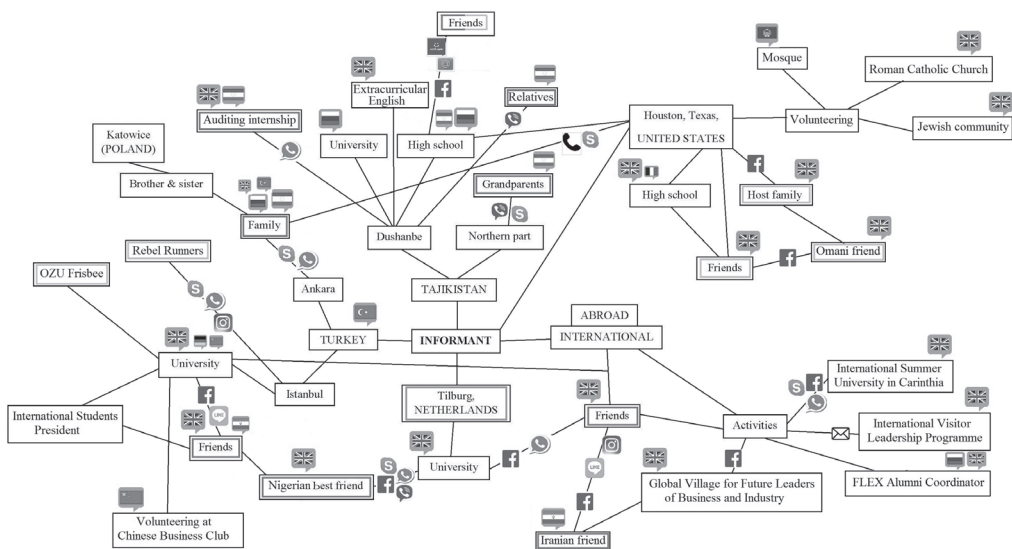 Friends
Mosque
Roman Catholic Church
Extracurricular
English
Relatives
Auditing internship
Houston, Texas,
UNITED STATES
Volunteering
Jewish community
Katowice
(POLAND)
University
High school
Brother & sister
Grandparents
High school
Host family
Family
Dushanbe
Northern part
Rebel Runners
Friends
Omani friend
OZU Frisbee
Ankara
TAJIKISTAN
ABROAD
INTERNATIONAL
TURKEY
INFORMANT
University
International Summer
University in Carinthia
Istanbul
Tilburg,
NETHERLANDS
International Students
President
Friends
Friends
Activities
International Visitor
Leadership Programme
University
Nigerian best friend
Global Village for Future Leaders
of Business and Industry
FLEX Alumni Coordinator
Volunteering at
Chinese Business Club
Iranian friend
LINE
LINE